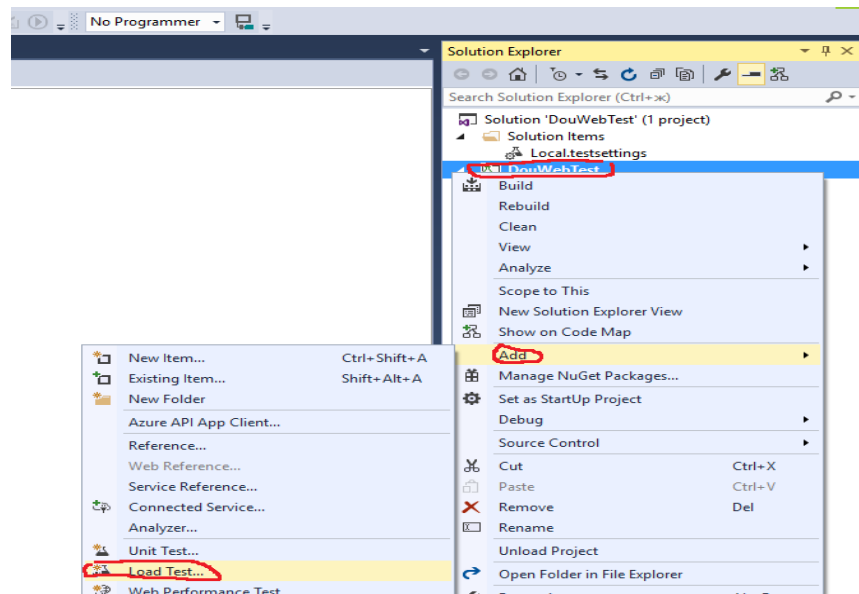 No Programmer
Solution Explorer
Search Solution Explorer (Ctrl+ж)
Solution 'DouWebTest' (1 project)
Solution Items
Local.testsettings
DouWebTest
Build
Rebuild
Clean
View
Analyze
Scope to This
New Solution Explorer View
Show on Code Map
Add
Manage NuGet Packages...
Set as StartUp Project
Debug
Source Control
Cut Ctrl+X
Paste Ctrl+V
Remove Del
Rename
Unload Project
Open Folder in File Explorer
New Item... Ctrl+Shift+A
Existing Item... Shift+Alt+A
New Folder
Azure API App Client...
Reference...
Web Reference...
Service Reference...
Connected Service...
Analyzer...
Unit Test...
Load Test...
Web Performance Test